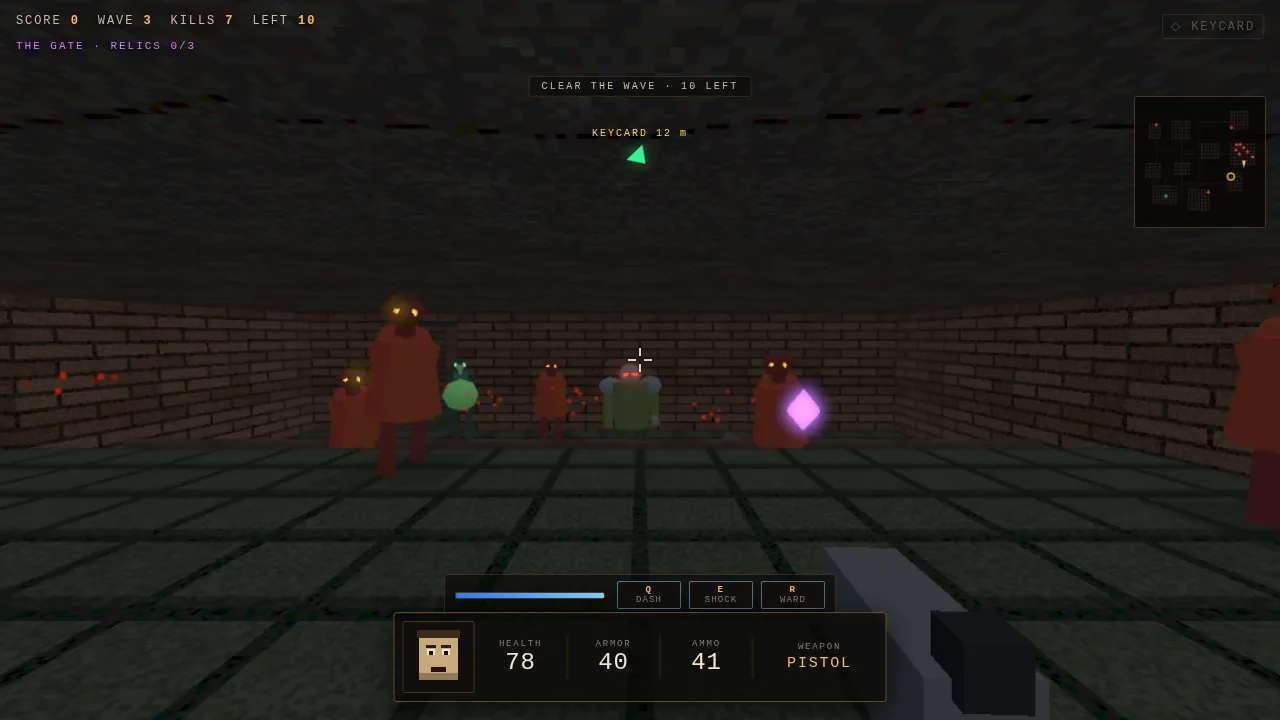 SCORE 0 WAVE 3 KILLS 7 LEFT 10
◇ KEYCARD
THE GATE · RELICS 0/3
CLEAR THE WAVE · 10 LEFT
KEYCARD 12 m
Q E R
DASH SHOCK WARD
HEALTH ARMOR AMMO WEAPON
78 40 41 PISTOL